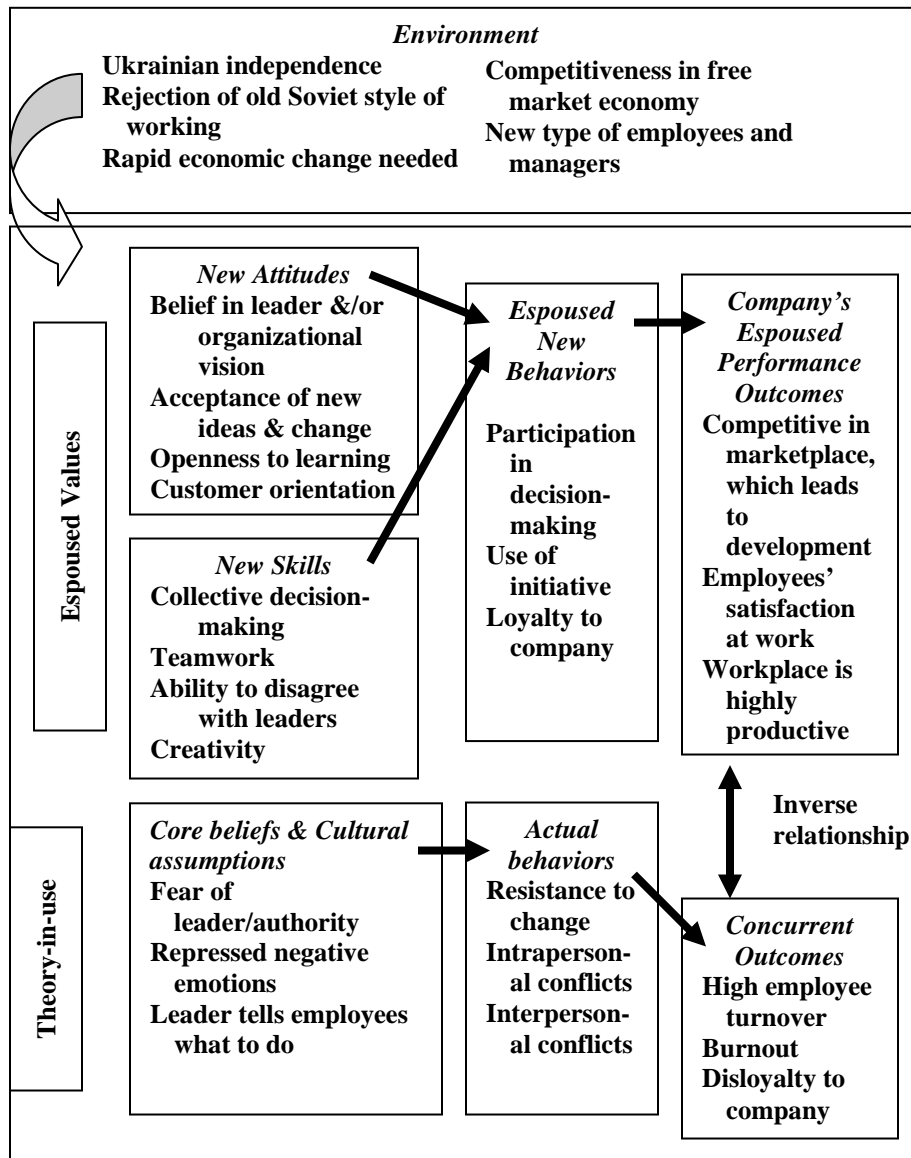 Environment
Ukrainian independence
Rejection of old Soviet style of
working
Rapid economic change needed
Competitiveness in free
market economy
New type of employees and
managers
Espoused Values
New Attitudes
Belief in leader &/or
organizational
vision
Acceptance of new
ideas & change
Openness to learning
Customer orientation
New Skills
Collective decision-
making
Teamwork
Ability to disagree
with leaders
Creativity
Espoused
New
Behaviors
Participation
in
decision-
making
Use of
initiative
Loyalty to
company
Company’s
Espoused
Performance
Outcomes
Competitive in
marketplace,
which leads
to
development
Employees’
satisfaction
at work
Workplace is
highly
productive
Inverse
relationship
Theory-in-use
Core beliefs & Cultural
assumptions
Fear of
leader/authority
Repressed negative
emotions
Leader tells employees
what to do
Actual
behaviors
Resistance to
change
Intraperson-
al conflicts
Interperson-
al conflicts
Concurrent
Outcomes
High employee
turnover
Burnout
Disloyalty to
company